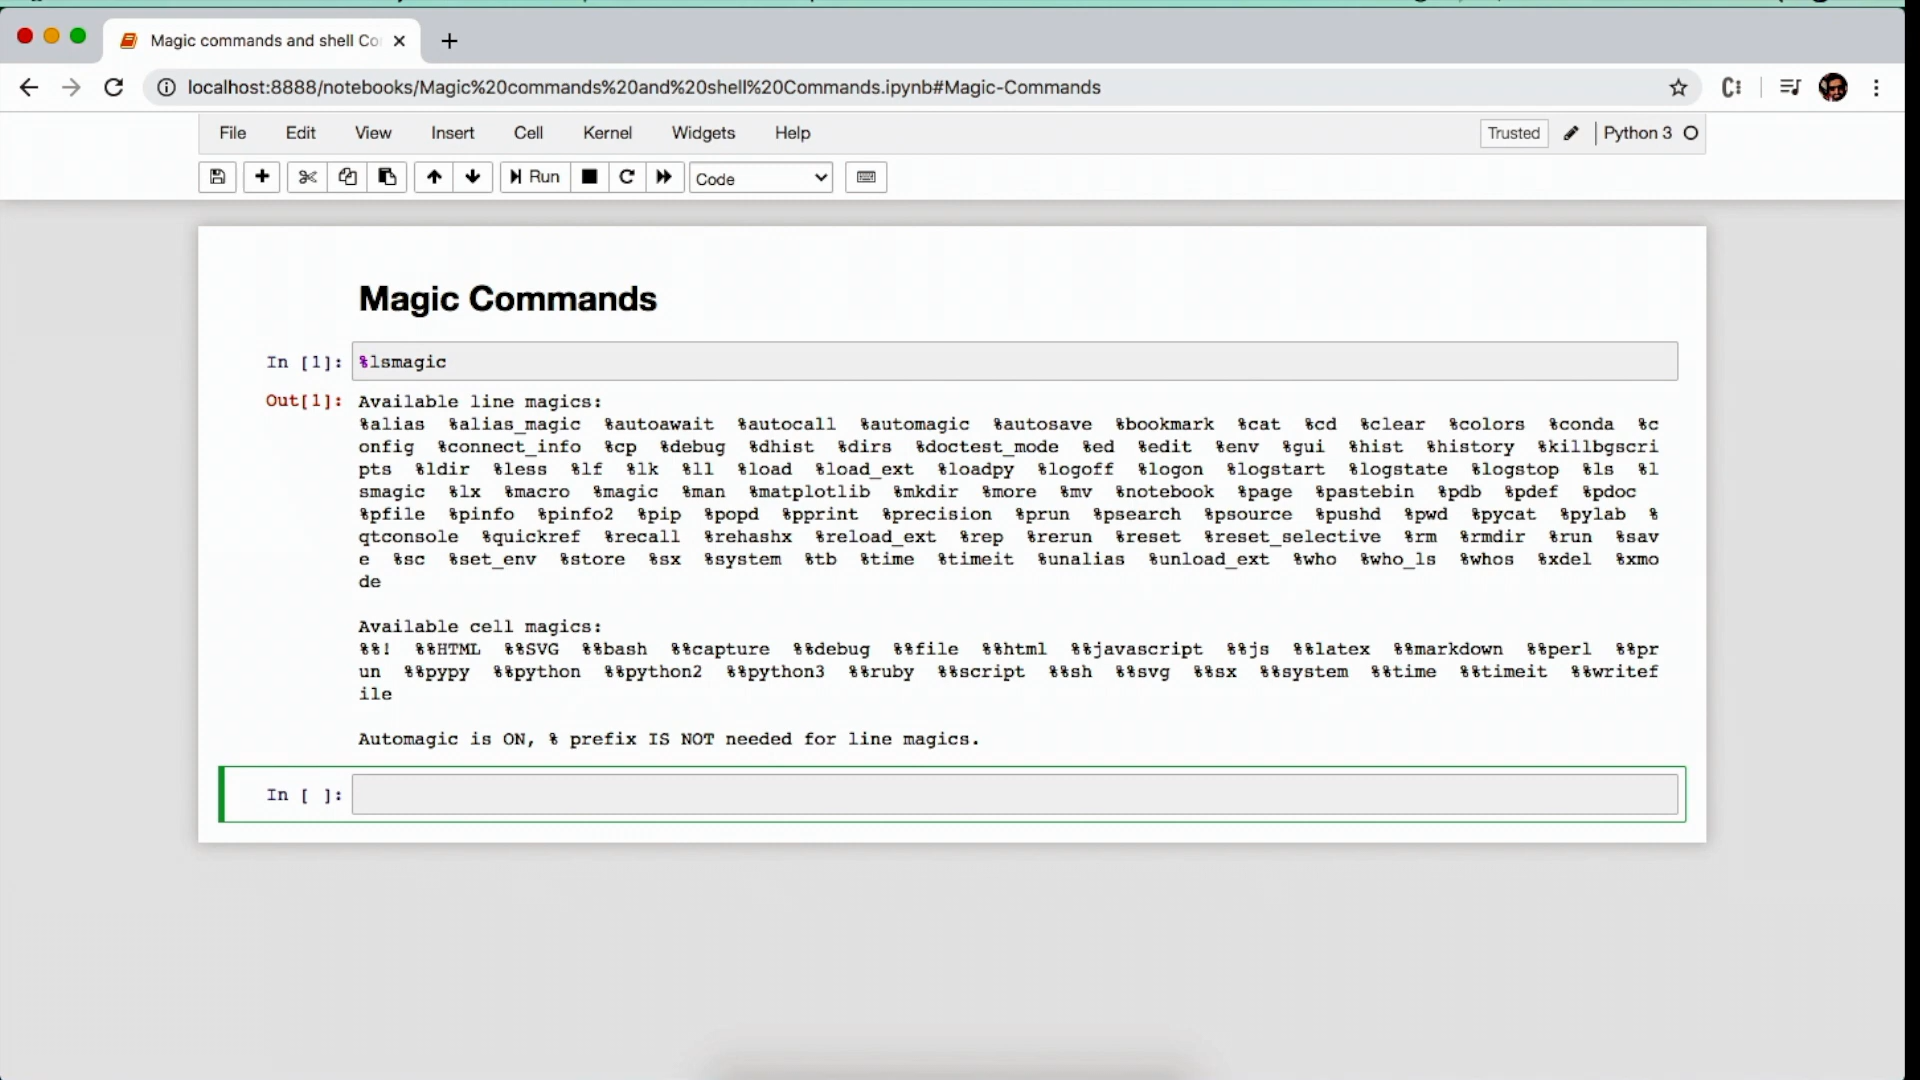 Magic commands and shell Co
localhost:8888/notebooks/Magic%20commands%20and%20shell%20Commands.ipynb#Magic-Commands
File Edit View Insert Cell Kernel Widgets Help Trusted Python 3
Run Code
Magic Commands
In [1]: %lsmagic
Out[1]: Available line magics:
%alias %alias_magic %autoawait %autocall %automagic %autosave %bookmark %cat %cd %clear %colors %conda %c
onfig %connect_info %cp %debug %dhist %dirs %doctest_mode %ed %edit %env %gui %hist %history %killbgscri
pts %ldir %less %lf %lk %ll %load %load_ext %loadpy %logoff %logon %logstart %logstate %logstop %ls %l
smagic %lx %macro %magic %man %matplotlib %mkdir %more %mv %notebook %page %pastebin %pdb %pdef %pdoc
%pfile %pinfo %pinfo2 %pip %popd %pprint %precision %prun %psearch %psource %pushd %pwd %pycat %pylab %
qtconsole %quickref %recall %rehashx %reload_ext %rep %rerun %reset %reset_selective %rm %rmdir %run %sav
e %sc %set_env %store %sx %system %tb %time %timeit %unalias %unload_ext %who %who_ls %whos %xdel %xmo
de
Available cell magics:
%%! %%HTML %%SVG %%bash %%capture %%debug %%file %%html %%javascript %%js %%latex %%markdown %%perl %%pr
un %%pypy %%python %%python2 %%python3 %%ruby %%script %%sh %%svg %%sx %%system %%time %%timeit %%writef
ile
Automagic is ON, % prefix IS NOT needed for line magics.
In [ ]: